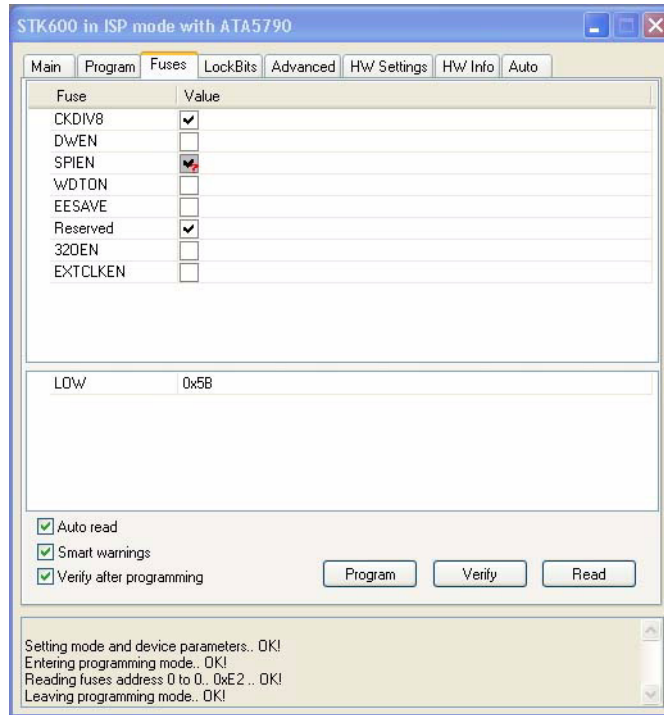 STK600 in ISP mode with ATA5790
Main Program Fuses LockBits Advanced HW Settings HW Info Auto
Fuse Value
CKDIV8
DWEN
SPIEN
WDTON
EESAVE
Reserved
32OEN
EXTCLKEN
LOW 0x5B
Auto read
Smart warnings
Verify after programming
Program Verify Read
Setting mode and device parameters.. OK!
Entering programming mode.. OK!
Reading fuses address 0 to 0.. 0xE2 .. OK!
Leaving programming mode.. OK!